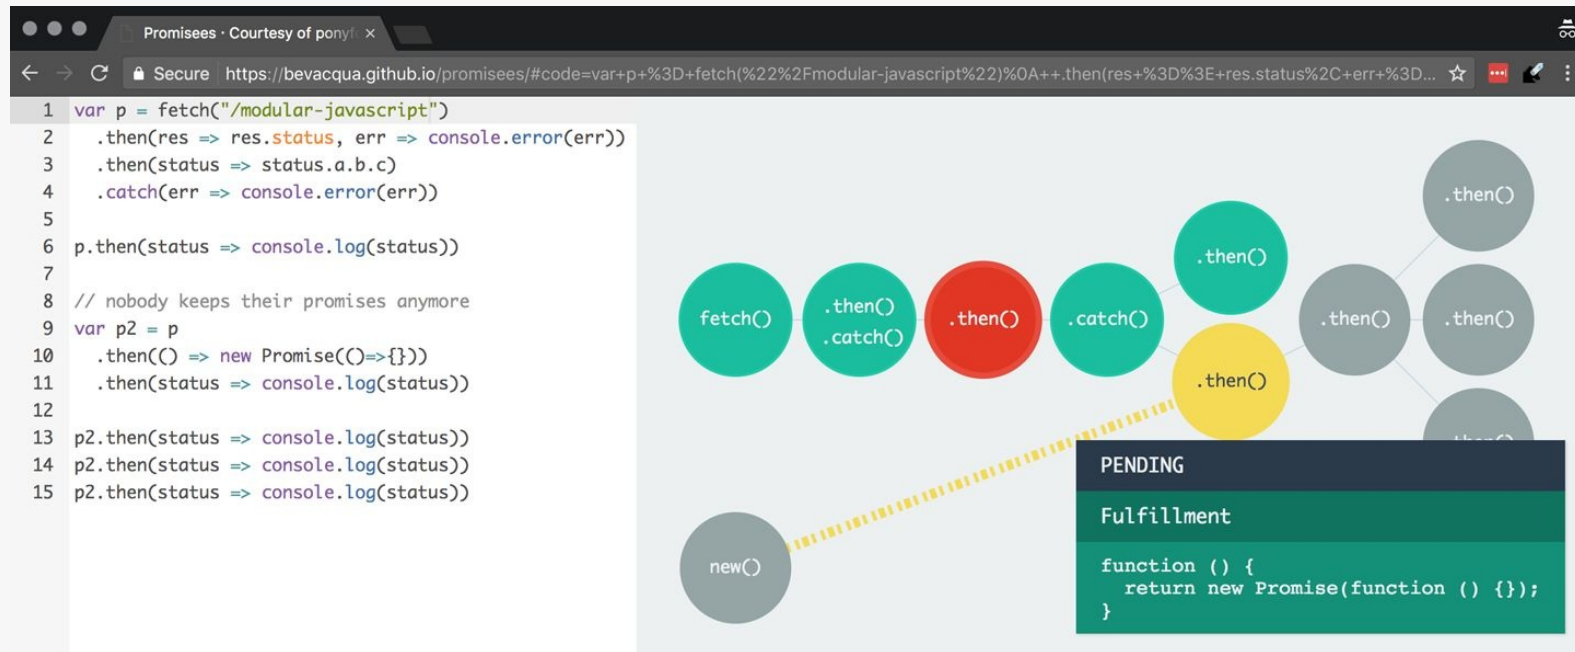 Promisees · Courtesy of ponyf
Secure https://bevacqua.github.io/promisees/#code=var+p+%3D+fetch(%22%2Fmodular-javascript%22)%0A++.then(res+%3D%3E+res.status%2C+err+%3D...
1 var p = fetch("/modular-javascript")
2 .then(res => res.status, err => console.error(err))
3 .then(status => status.a.b.c)
4 .catch(err => console.error(err))
5
6 p.then(status => console.log(status))
7
8 // nobody keeps their promises anymore
9 var p2 = p
10 .then(() => new Promise(()=>{}))
11 .then(status => console.log(status))
12
13 p2.then(status => console.log(status))
14 p2.then(status => console.log(status))
15 p2.then(status => console.log(status))
.then()
.then()
fetch()
.then()
.catch()
.then()
.catch()
.then()
.then()
.then()
new()
PENDING
Fulfillment
function () {
return new Promise(function () {});
}